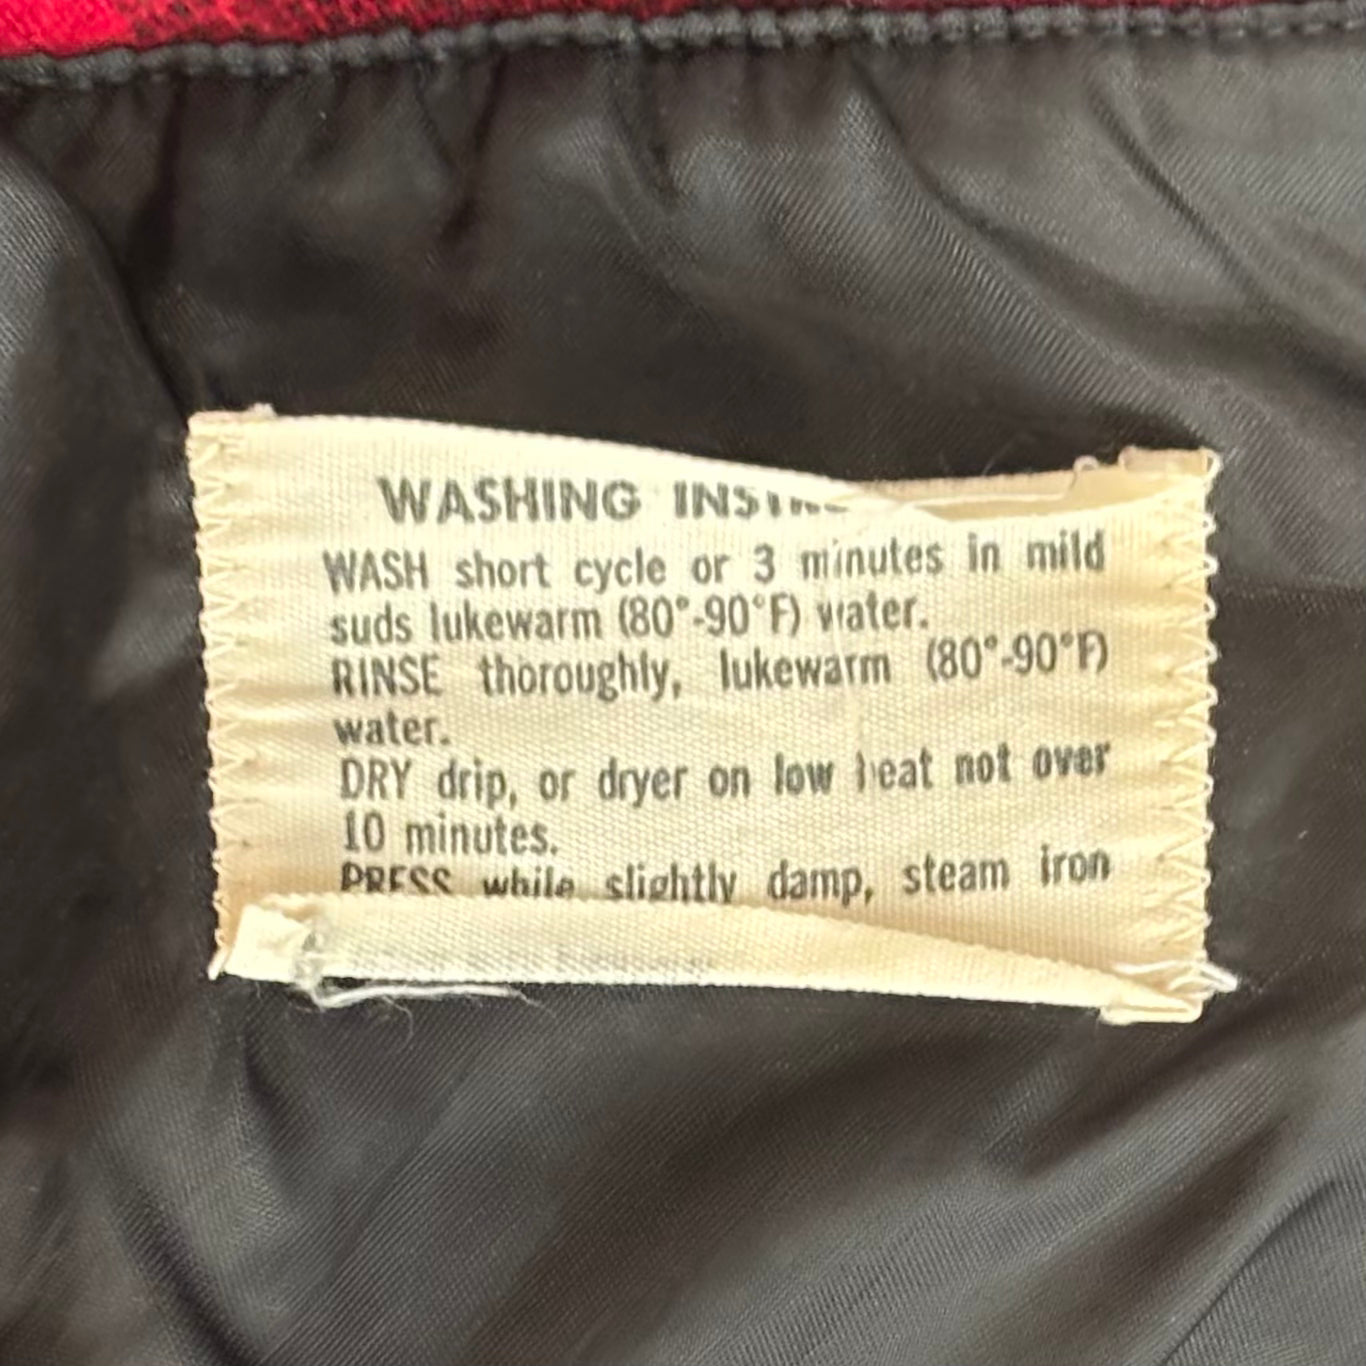 WASHING INSTRUC
WASH short cycle or 3 minutes in mild
suds lukewarm (80°-90°F) water.
RINSE thoroughly, lukewarm (80°-90°F)
water.
DRY drip, or dryer on low heat not over
10 minutes.
PRESS while slightly damp, steam iron